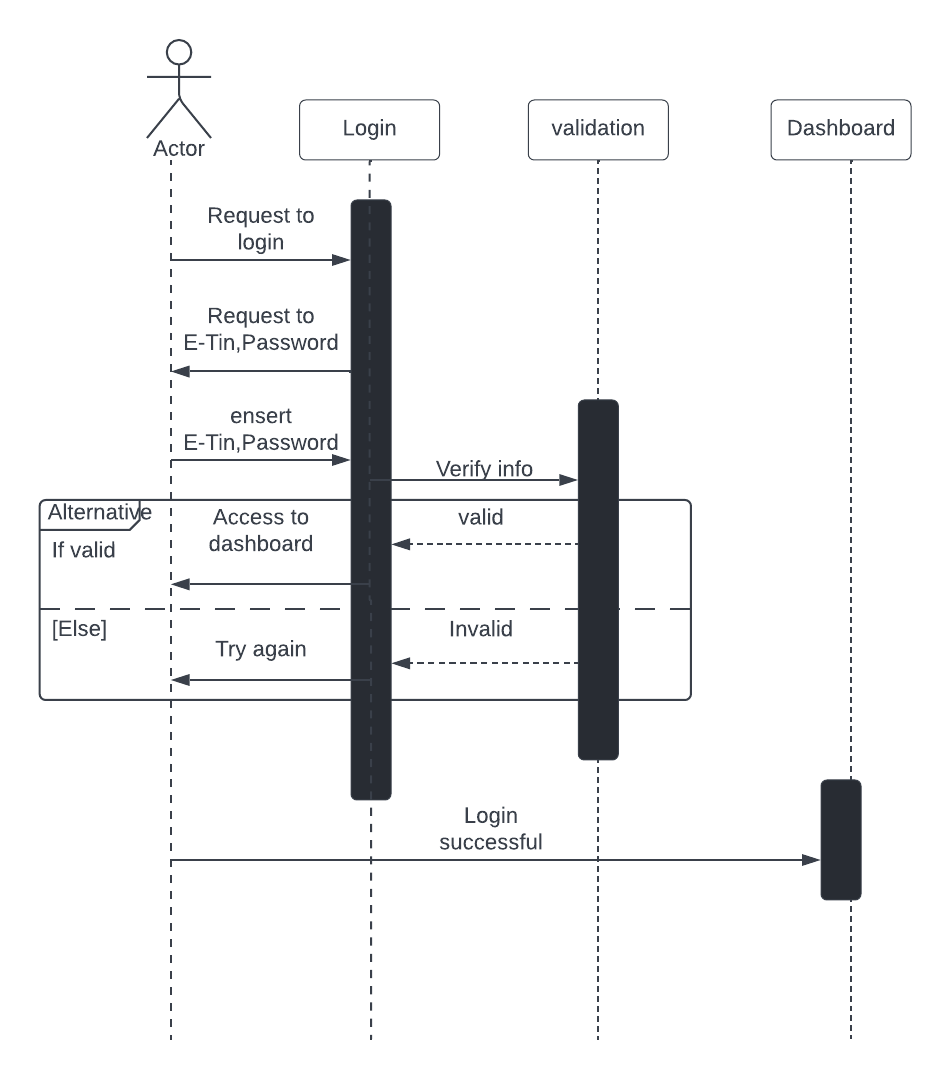 Actor
Login
validation
Dashboard
Request to
login
Request to
E-Tin,Password
ensert
E-Tin,Password
Verify info
Alternative
Access to
dashboard
valid
If valid
[Else]
Invalid
Try again
Login
successful